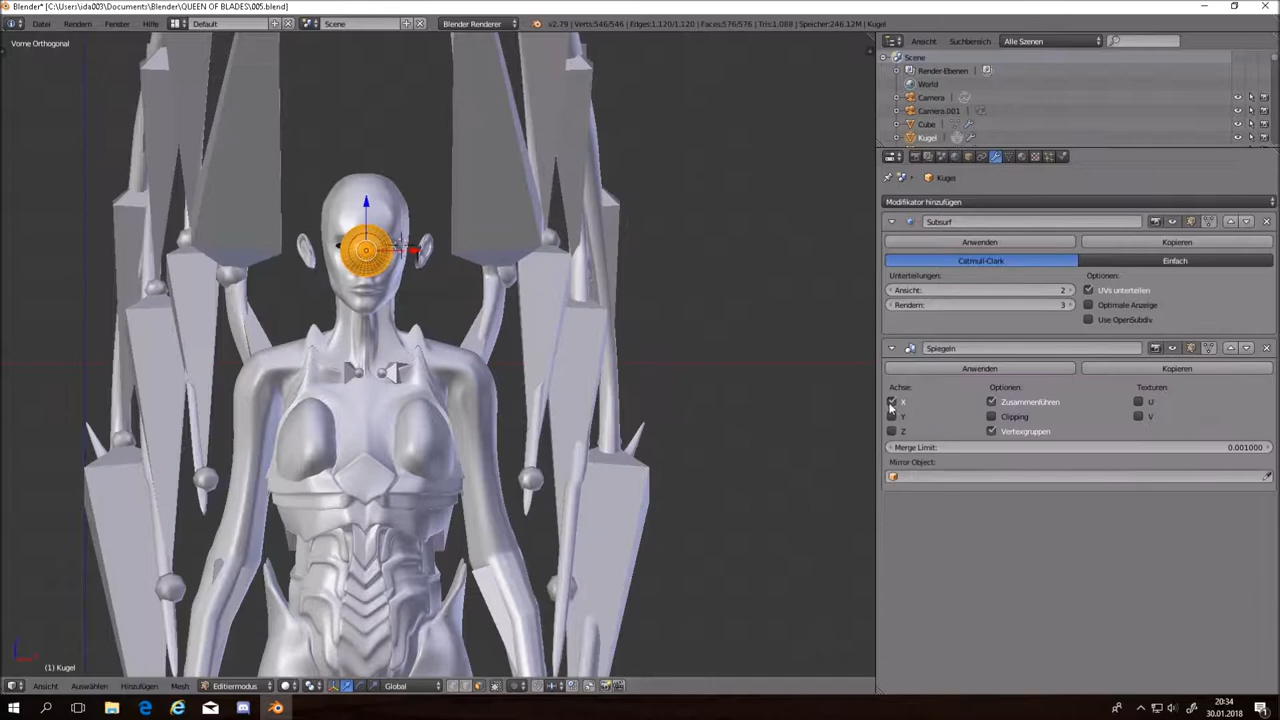 Blender* [C:\Users\ida003\Documents\Blender\QUEEN OF BLADES\005.blend]
Datei Rendern Fenster Hilfe Default Scene Blender Renderer v2.79 | Verts:546/546 | Edges:1.120/1.120 | Faces:576/576 | Tris:1.088 | Speicher:246.12M | Kugel
Vorne Orthogonal
Ansicht Suchbereich Alle Szenen
Scene
Render-Ebenen
World
Camera
Camera.001
Cube
Kugel
Kugel
Modifikator hinzufügen
Subsurf
Anwenden Kopieren
Catmull-Clark Einfach
Unterteilungen: Optionen:
Ansicht: 2 UVs unterteilen
Rendern: 3 Optimale Anzeige
Use OpenSubdiv
Spiegeln
Anwenden Kopieren
Achse: Optionen: Texturen:
X Zusammenführen U
Y Clipping V
Z Vertexgruppen
Merge Limit: 0.001000
Mirror Object:
(1) Kugel
Ansicht Auswählen Hinzufügen Mesh Editiermodus Global
20:34
30.01.2018